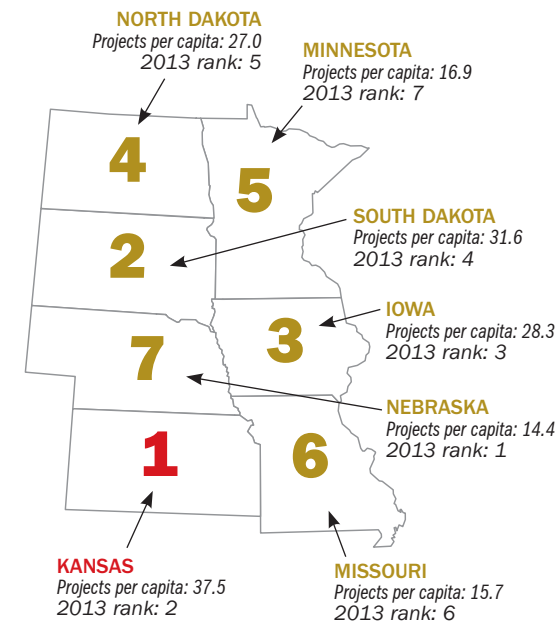 NORTH DAKOTA
Projects per capita: 27.0
2013 rank: 5
MINNESOTA
Projects per capita: 16.9
2013 rank: 7
4
5
SOUTH DAKOTA
Projects per capita: 31.6
2013 rank: 4
2
IOWA
Projects per capita: 28.3
2013 rank: 3
3
7
NEBRASKA
Projects per capita: 14.4
2013 rank: 1
1
6
KANSAS
Projects per capita: 37.5
2013 rank: 2
MISSOURI
Projects per capita: 15.7
2013 rank: 6